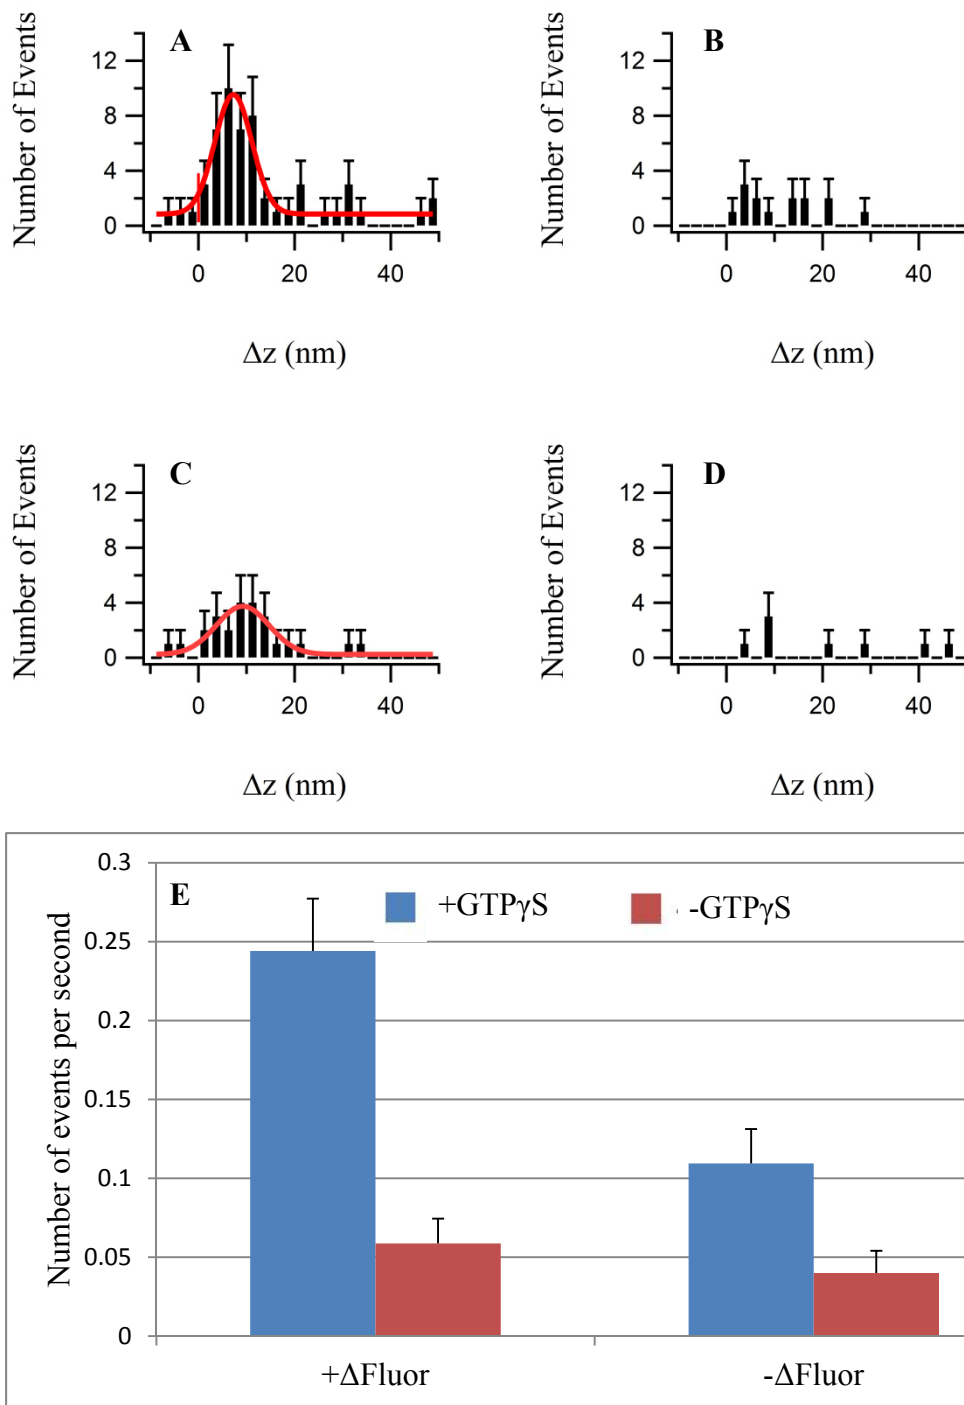 A
Number of Events
12
8
4
0
0 20 40
Δz (nm)
B
Number of Events
12
8
4
0
0 20 40
Δz (nm)
C
Number of Events
12
8
4
0
0 20 40
Δz (nm)
D
Number of Events
12
8
4
0
0 20 40
Δz (nm)
E
+GTPγS
-GTPγS
Number of events per second
0.3
0.25
0.2
0.15
0.1
0.05
0
+ΔFluor
-ΔFluor